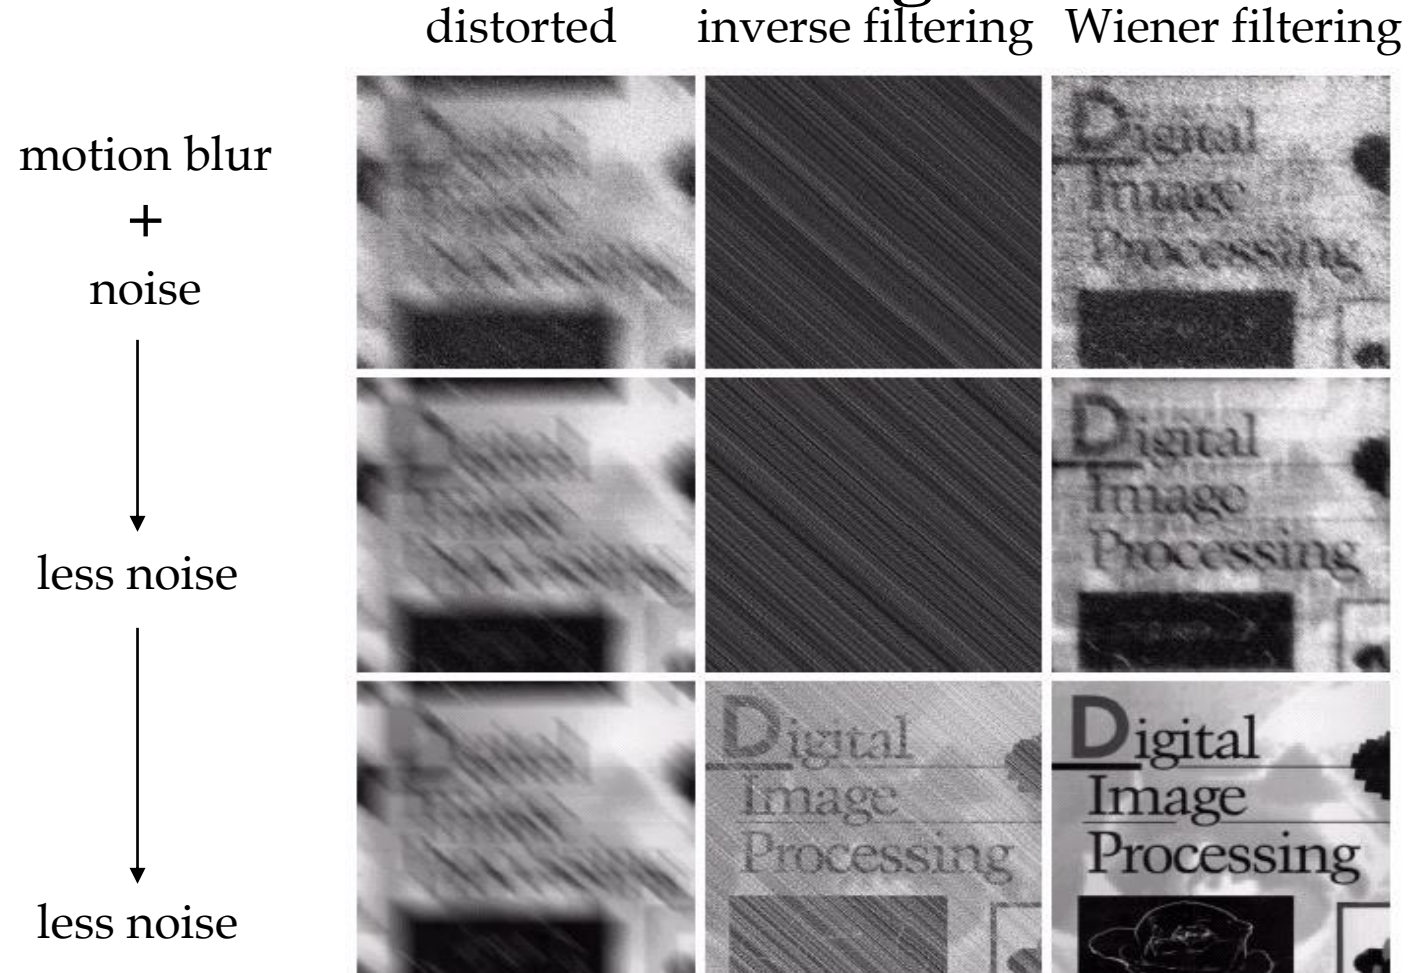 distorted
inverse filtering
Wiener filtering
motion blur
+
noise
less noise
less noise
Digital
Image
Processing
Digital
Image
Processing
Digital
Image
Processing
Digital
Image
Processing